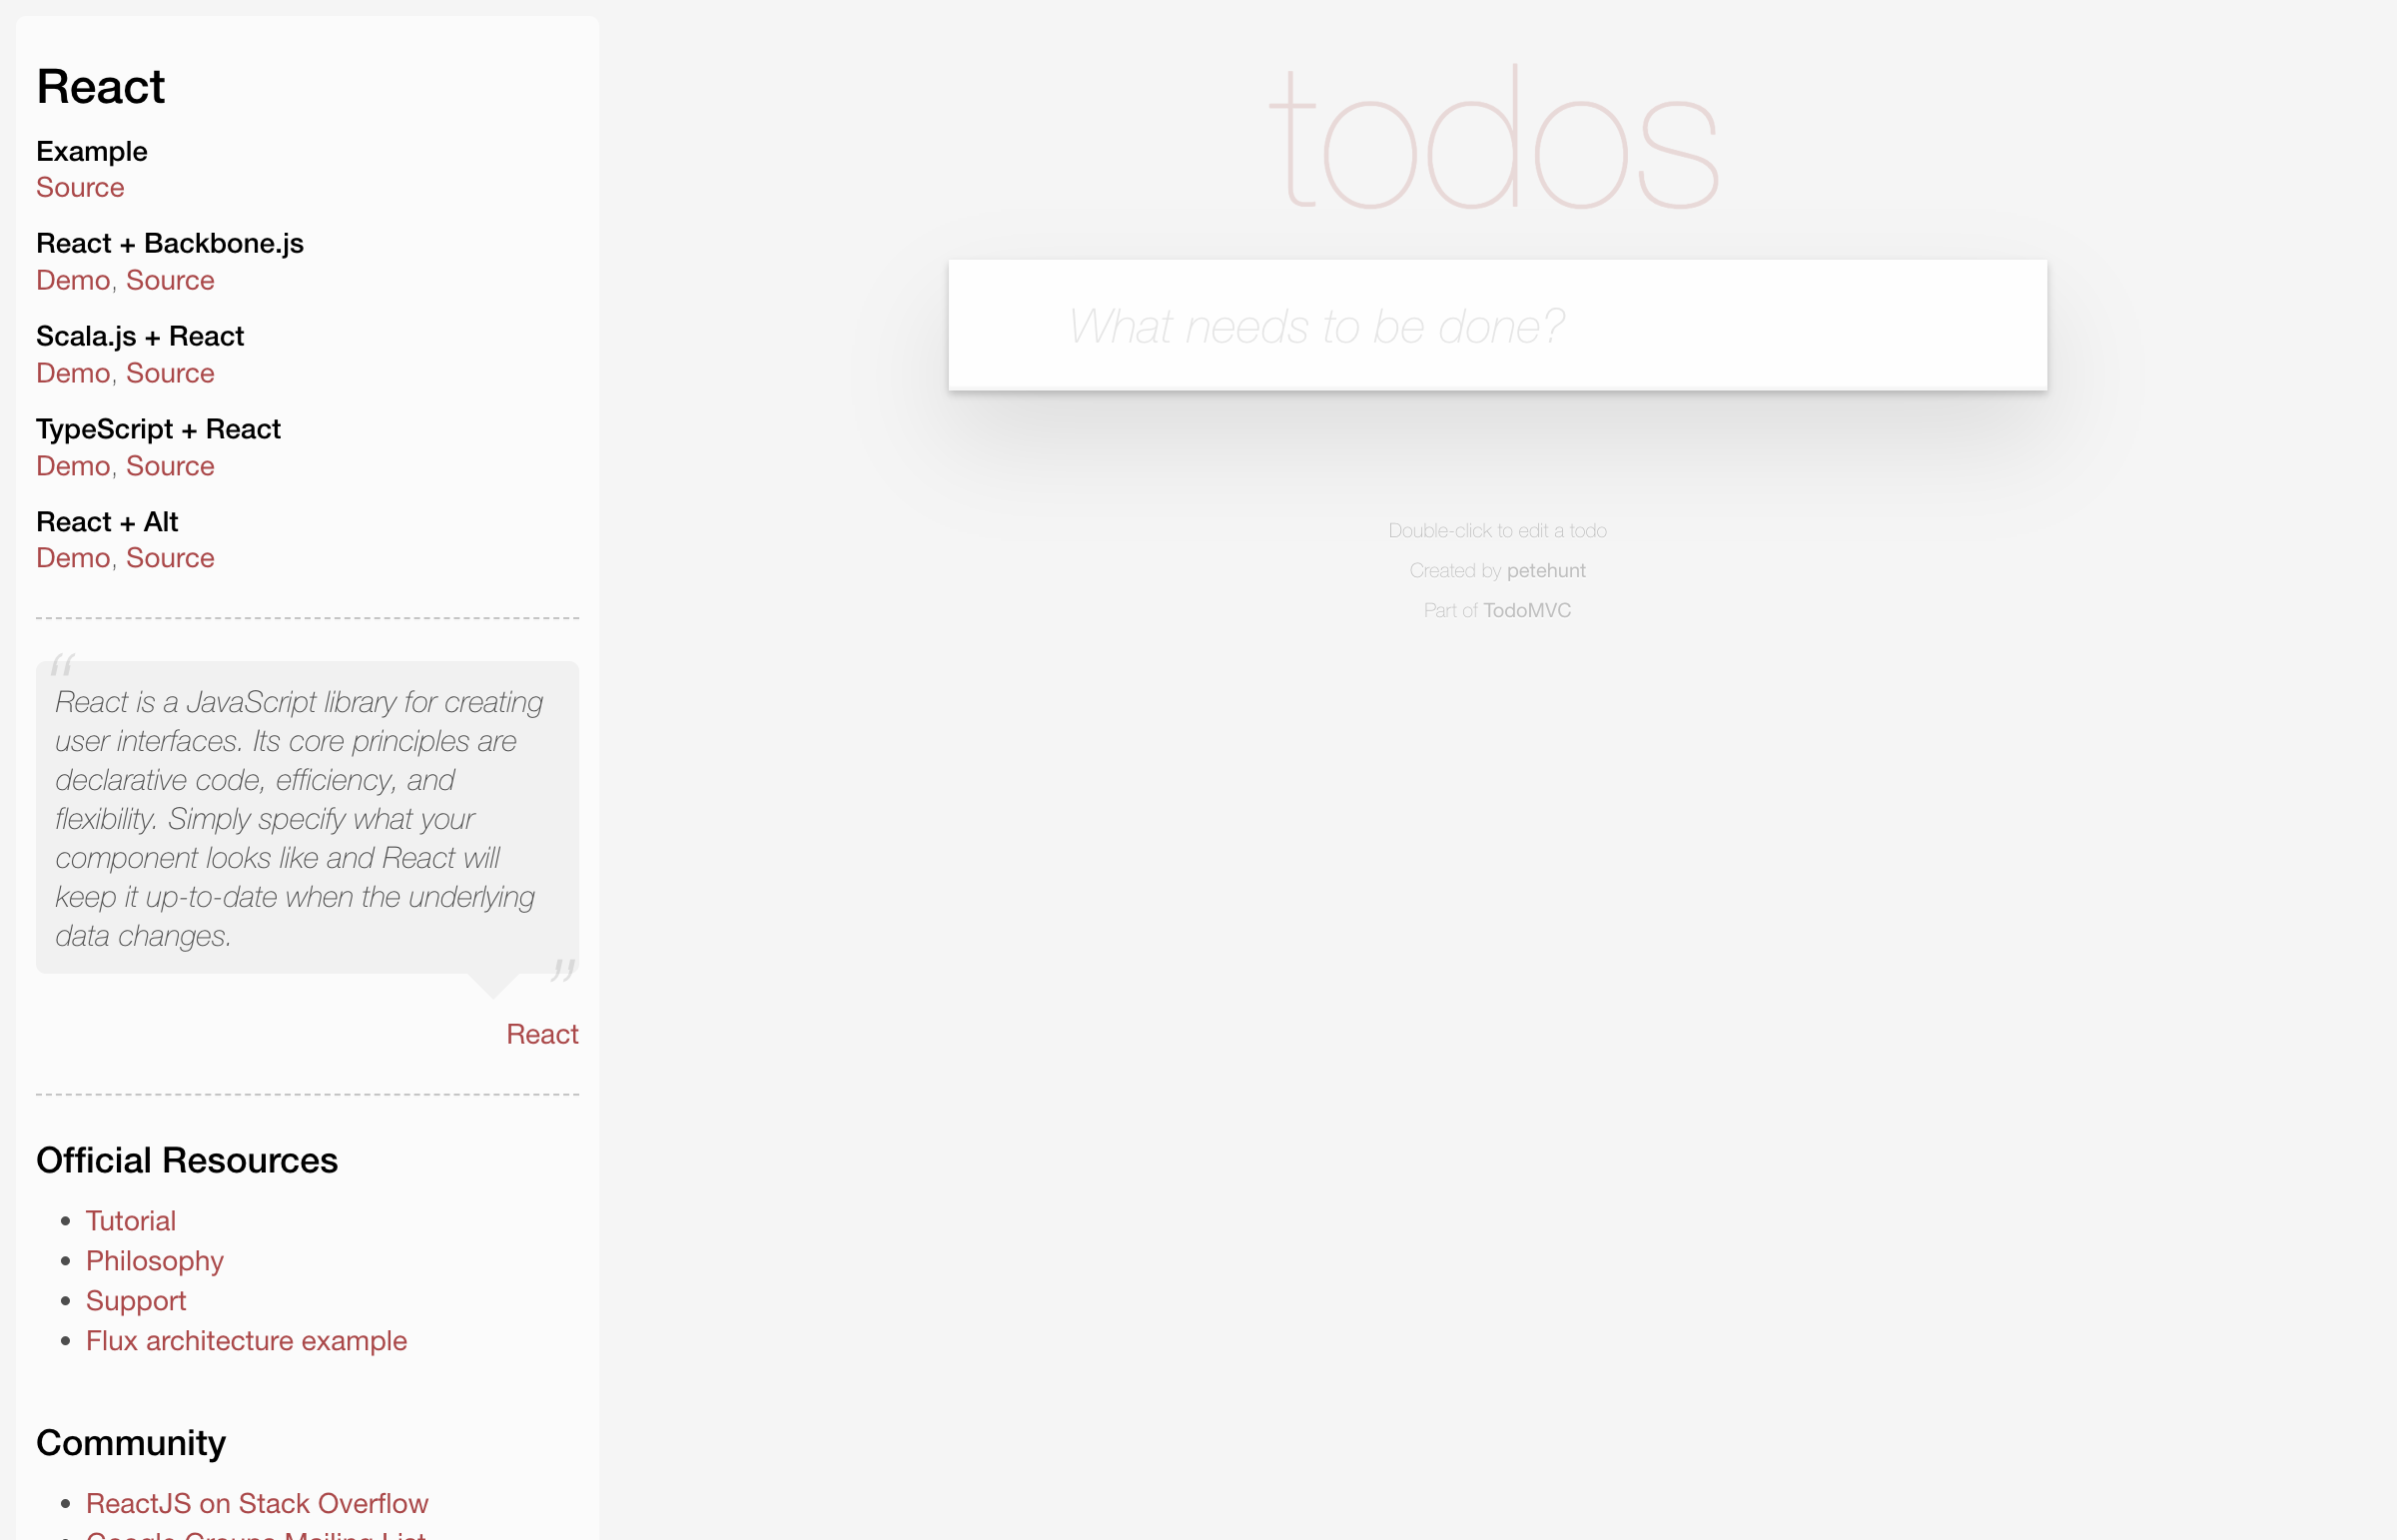 React
Example
Source
React + Backbone.js
Demo, Source
Scala.js + React
Demo, Source
TypeScript + React
Demo, Source
React + Alt
Demo, Source
“
React is a JavaScript library for creating
user interfaces. Its core principles are
declarative code, efficiency, and
flexibility. Simply specify what your
component looks like and React will
keep it up-to-date when the underlying
data changes.
”
React
Official Resources
• Tutorial
• Philosophy
• Support
• Flux architecture example
Community
• ReactJS on Stack Overflow
• Google Groups Mailing List
todos
What needs to be done?
Double-click to edit a todo
Created by petehunt
Part of TodoMVC